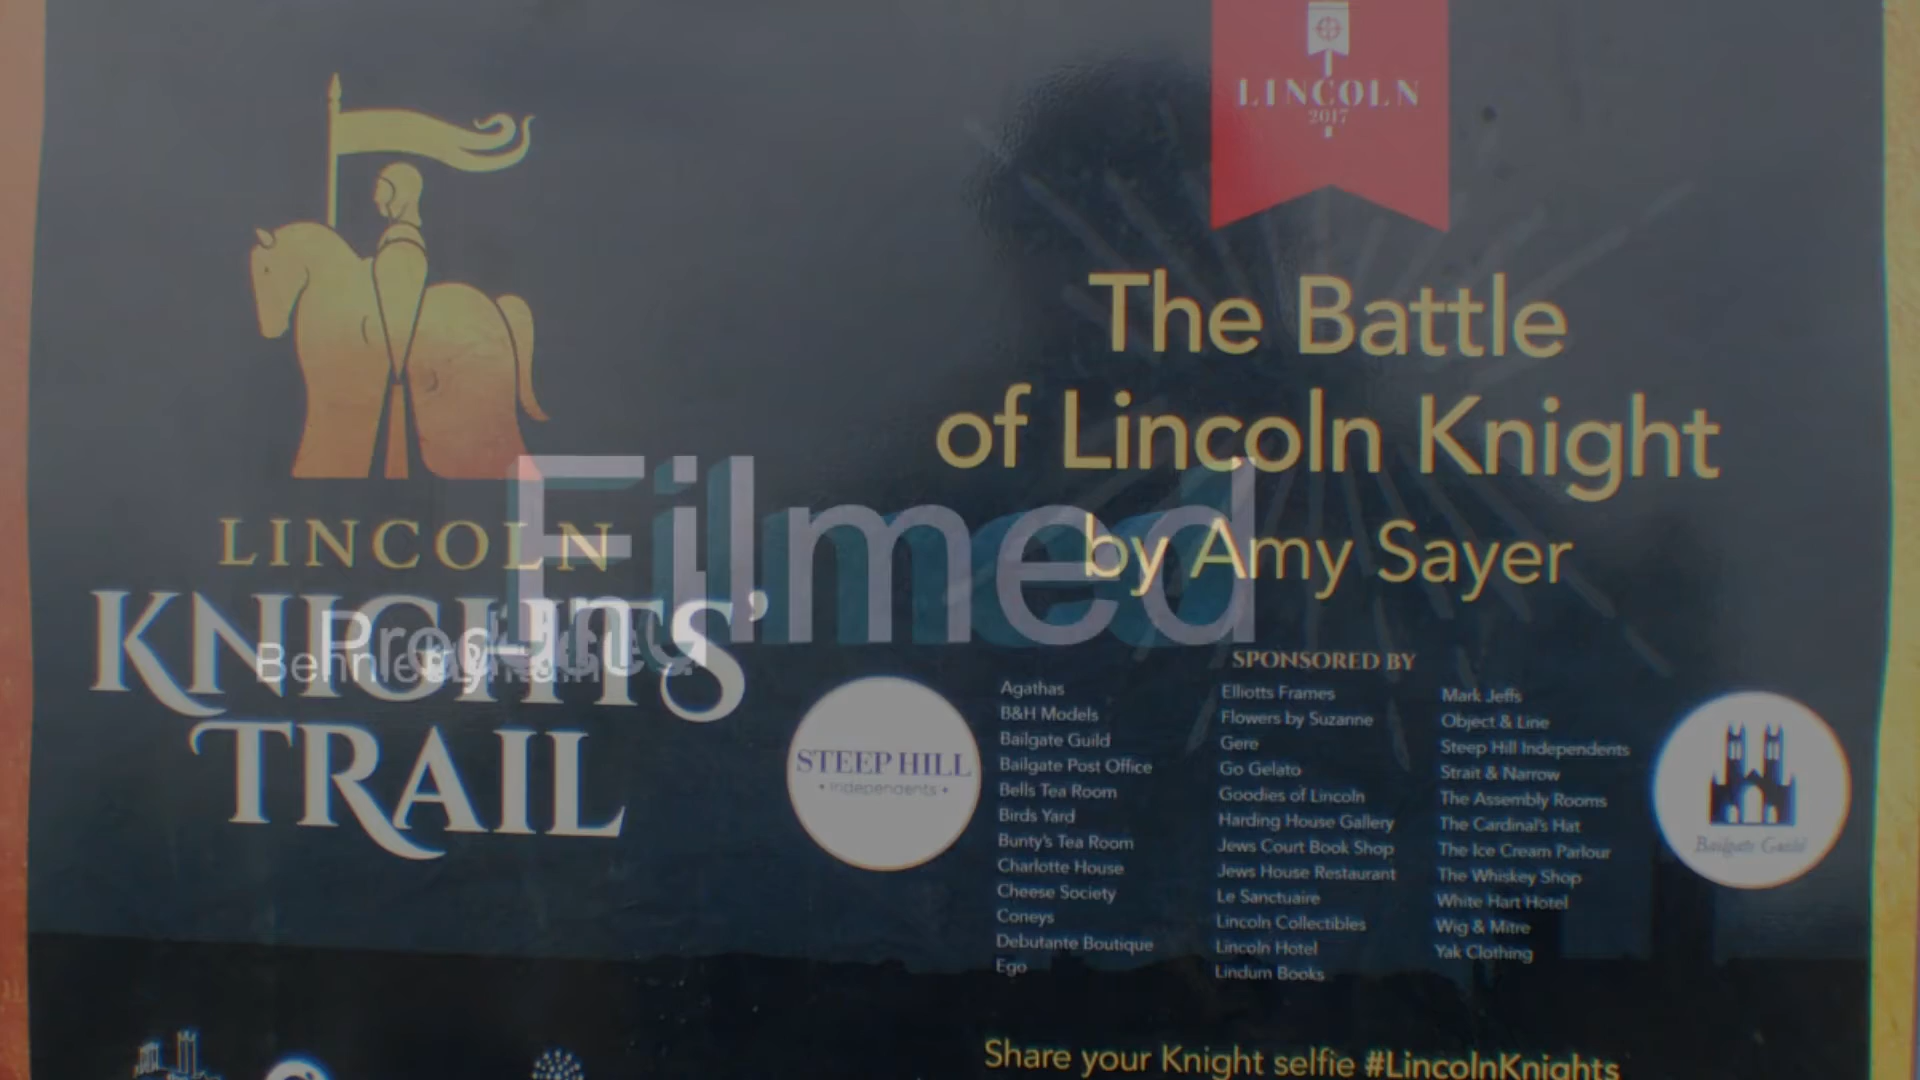 LINCOLN
2017
The Battle
of Lincoln Knight
by Amy Sayer
LINCOLN
KNIGHTS'
TRAIL
Filmed
Produced
by
SPONSORED BY
STEEP HILL
• Independents •
Agathas
B&H Models
Bailgate Guild
Bailgate Post Office
Bells Tea Room
Birds Yard
Bunty's Tea Room
Charlotte House
Cheese Society
Coneys
Debutante Boutique
Ego
Elliotts Frames
Flowers by Suzanne
Gere
Go Gelato
Goodies of Lincoln
Harding House Gallery
Jews Court Book Shop
Jews House Restaurant
Le Sanctuaire
Lincoln Collectibles
Lincoln Hotel
Lindum Books
Mark Jeffs
Object & Line
Steep Hill Independents
Strait & Narrow
The Assembly Rooms
The Cardinal's Hat
The Ice Cream Parlour
The Whiskey Shop
White Hart Hotel
Wig & Mitre
Yak Clothing
Bailgate Guild
Share your Knight selfie #LincolnKnights